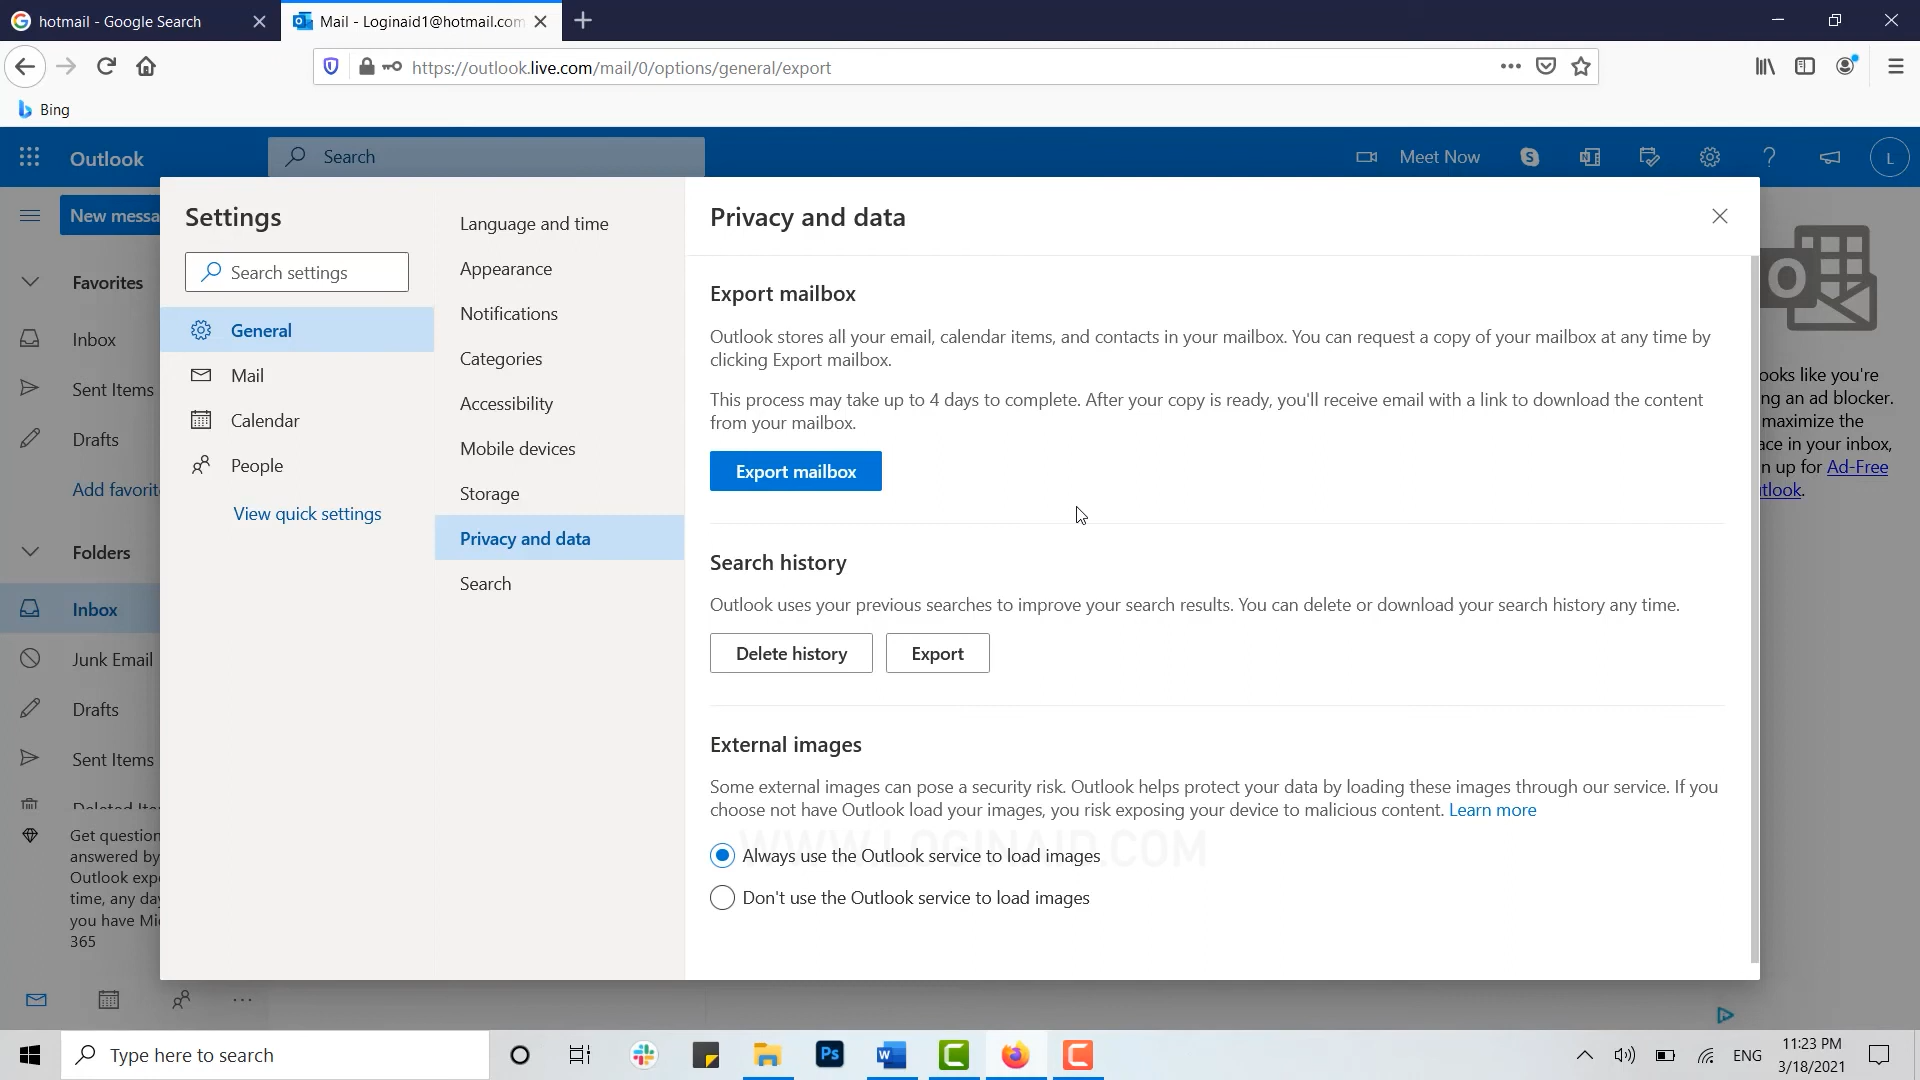 hotmail - Google Search
Mail - Loginaid1@hotmail.com
https://outlook.live.com/mail/0/options/general/export
Bing
Outlook
Search
Meet Now
L
New messa
Favorites
Inbox
Sent Items
Drafts
Add favorit
Folders
Inbox
Junk Email
Drafts
Sent Items
Deleted Ite
Get question
answered by
Outlook exp
time, any day
you have Mi
365
Settings
Search settings
General
Mail
Calendar
People
View quick settings
Language and time
Appearance
Notifications
Categories
Accessibility
Mobile devices
Storage
Privacy and data
Search
Privacy and data
Export mailbox
Outlook stores all your email, calendar items, and contacts in your mailbox. You can request a copy of your mailbox at any time by
clicking Export mailbox.
This process may take up to 4 days to complete. After your copy is ready, you'll receive email with a link to download the content
from your mailbox.
Export mailbox
Search history
Outlook uses your previous searches to improve your search results. You can delete or download your search history any time.
Delete history
Export
External images
Some external images can pose a security risk. Outlook helps protect your data by loading these images through our service. If you
choose not have Outlook load your images, you risk exposing your device to malicious content. Learn more
WWW.LOGINAID.COM
Always use the Outlook service to load images
Don't use the Outlook service to load images
ooks like you're
ng an ad blocker.
maximize the
ace in your inbox,
n up for Ad-Free
tlook.
Type here to search
Ps
ENG
11:23 PM
3/18/2021